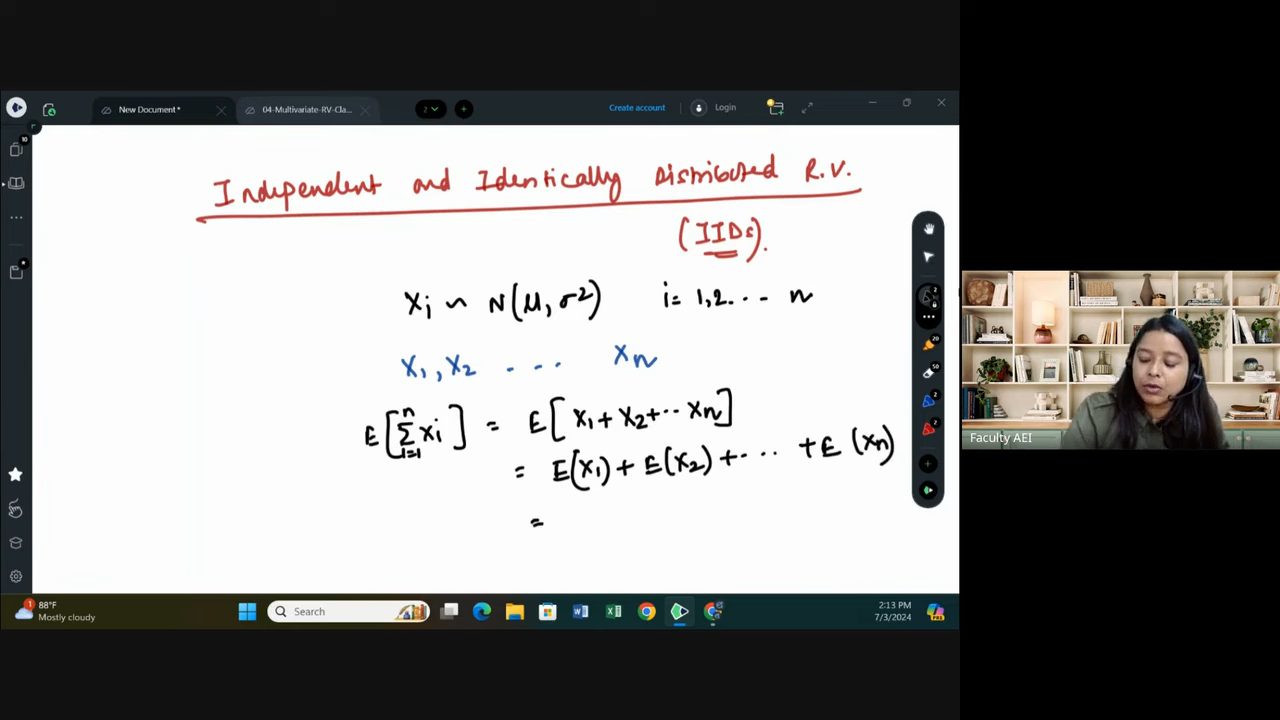 New Document*
04-Multivariate-RV-Cla...
2
+
Create account
Login
Independent and Identically Distributed R.V.
(IIDs).
Xi ~ N(μ, σ²) i = 1,2... n
X1, X2 .... Xn
E[∑ i=1 n Xi] = E[X1 + X2 + .. Xn]
= E(X1) + E(X2) + .... + E(Xn)
=
Faculty AEI
88°F
Mostly cloudy
Search
2:13 PM
7/3/2024